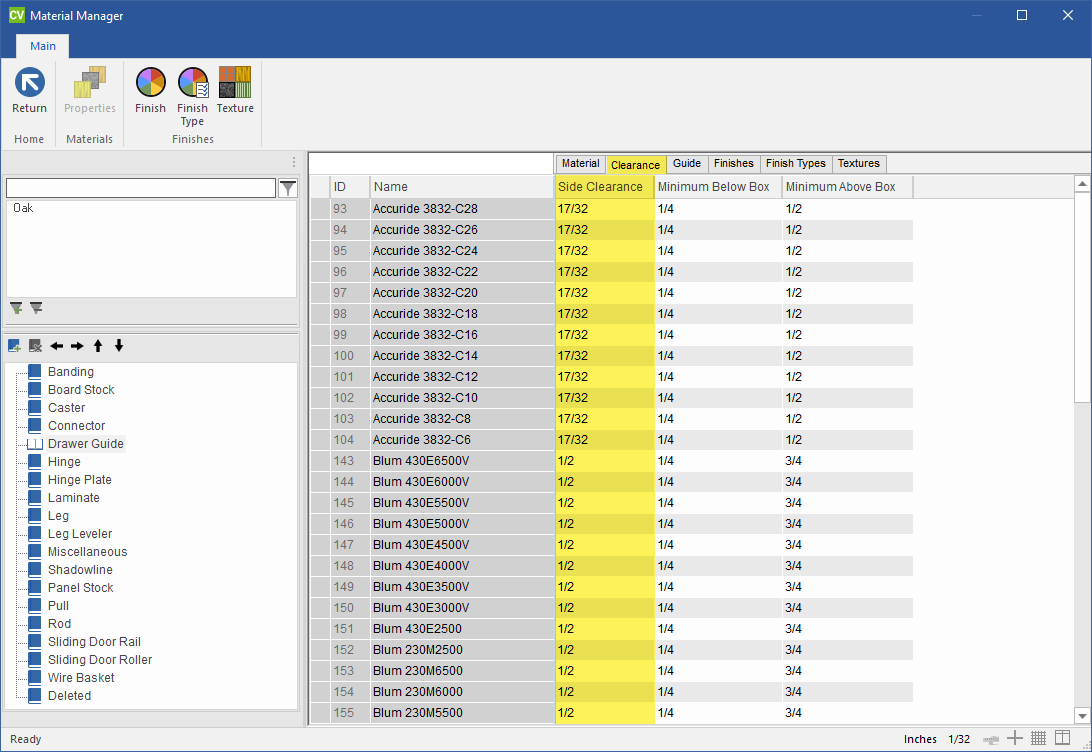 CV Material Manager
Main
Return
Properties
Finish
Finish Type
Texture
Home
Materials
Finishes
Oak
Banding
Board Stock
Caster
Connector
Drawer Guide
Hinge
Hinge Plate
Laminate
Leg
Leg Leveler
Miscellaneous
Shadowline
Panel Stock
Pull
Rod
Sliding Door Rail
Sliding Door Roller
Wire Basket
Deleted
Material Clearance Guide Finishes Finish Types Textures
ID Name Side Clearance Minimum Below Box Minimum Above Box
93 Accuride 3832-C28 17/32 1/4 1/2
94 Accuride 3832-C26 17/32 1/4 1/2
95 Accuride 3832-C24 17/32 1/4 1/2
96 Accuride 3832-C22 17/32 1/4 1/2
97 Accuride 3832-C20 17/32 1/4 1/2
98 Accuride 3832-C18 17/32 1/4 1/2
99 Accuride 3832-C16 17/32 1/4 1/2
100 Accuride 3832-C14 17/32 1/4 1/2
101 Accuride 3832-C12 17/32 1/4 1/2
102 Accuride 3832-C10 17/32 1/4 1/2
103 Accuride 3832-C8 17/32 1/4 1/2
104 Accuride 3832-C6 17/32 1/4 1/2
143 Blum 430E6500V 1/2 1/4 3/4
144 Blum 430E6000V 1/2 1/4 3/4
145 Blum 430E5500V 1/2 1/4 3/4
146 Blum 430E5000V 1/2 1/4 3/4
147 Blum 430E4500V 1/2 1/4 3/4
148 Blum 430E4000V 1/2 1/4 3/4
149 Blum 430E3500V 1/2 1/4 3/4
150 Blum 430E3000V 1/2 1/4 3/4
151 Blum 430E2500 1/2 1/4 3/4
152 Blum 230M2500 1/2 1/4 3/4
153 Blum 230M6500 1/2 1/4 3/4
154 Blum 230M6000 1/2 1/4 3/4
155 Blum 230M5500 1/2 1/4 3/4
Ready
Inches 1/32